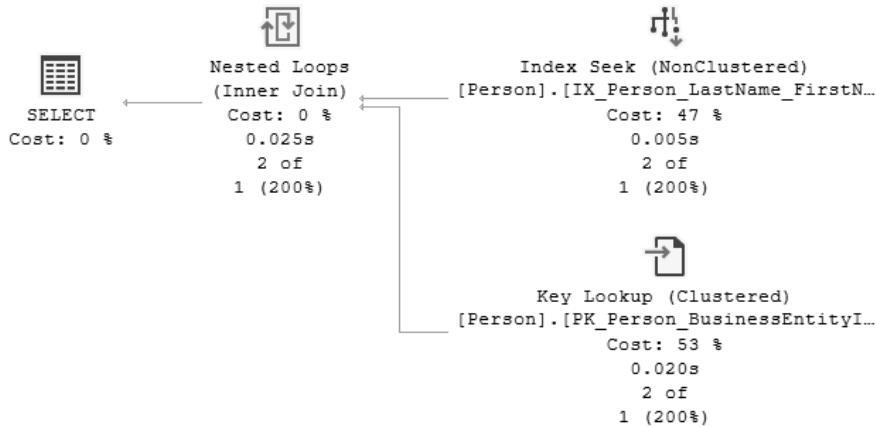 SELECT
Cost: 0 %
Nested Loops
(Inner Join)
Cost: 0 %
0.025s
2 of
1 (200%)
Index Seek (NonClustered)
[Person].[IX_Person_LastName_FirstN…
Cost: 47 %
0.005s
2 of
1 (200%)
Key Lookup (Clustered)
[Person].[PK_Person_BusinessEntityI…
Cost: 53 %
0.020s
2 of
1 (200%)